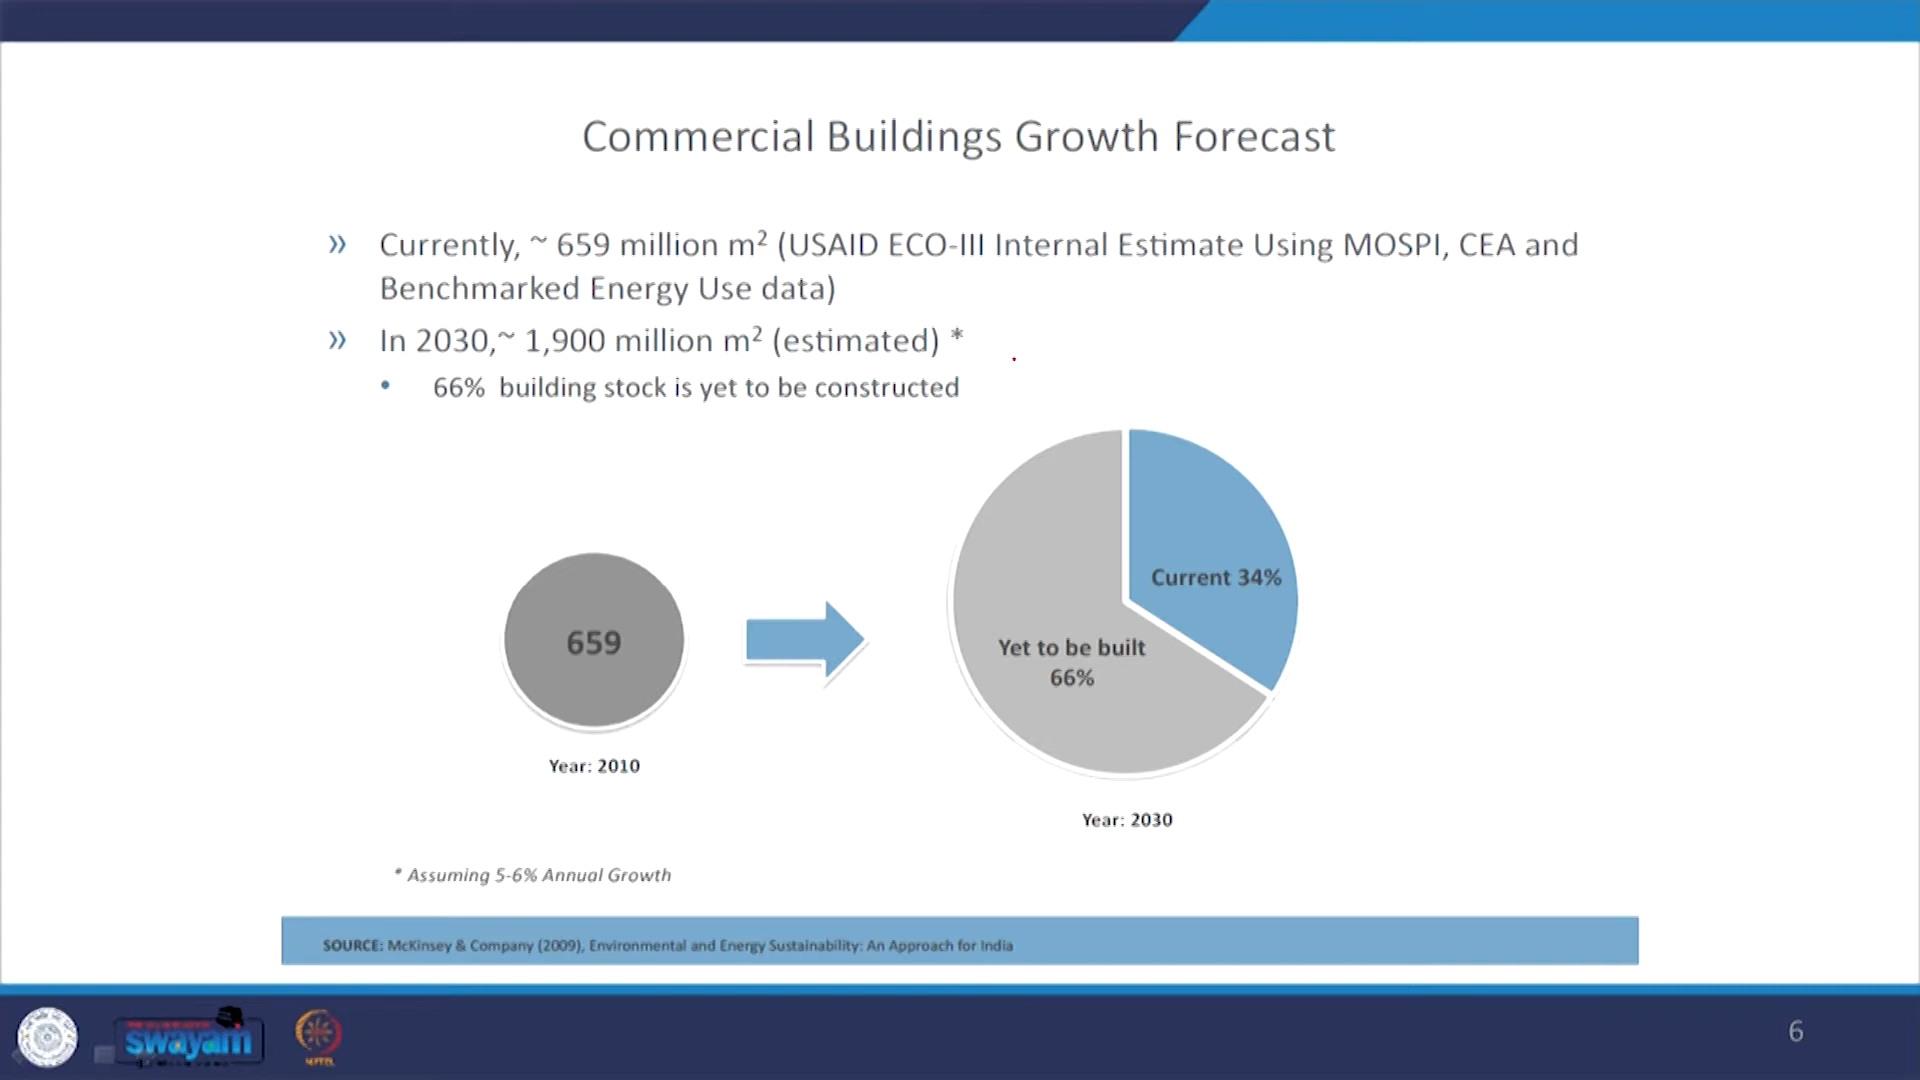 Commercial Buildings Growth Forecast
» Currently, ~ 659 million m² (USAID ECO-III Internal Estimate Using MOSPI, CEA and
Benchmarked Energy Use data)
» In 2030,~ 1,900 million m² (estimated) *
• 66% building stock is yet to be constructed
Current 34%
659
Yet to be built
66%
Year: 2010
Year: 2030
* Assuming 5-6% Annual Growth
SOURCE: McKinsey & Company (2009), Environmental and Energy Sustainability: An Approach for India
swayam
NPTEL
6